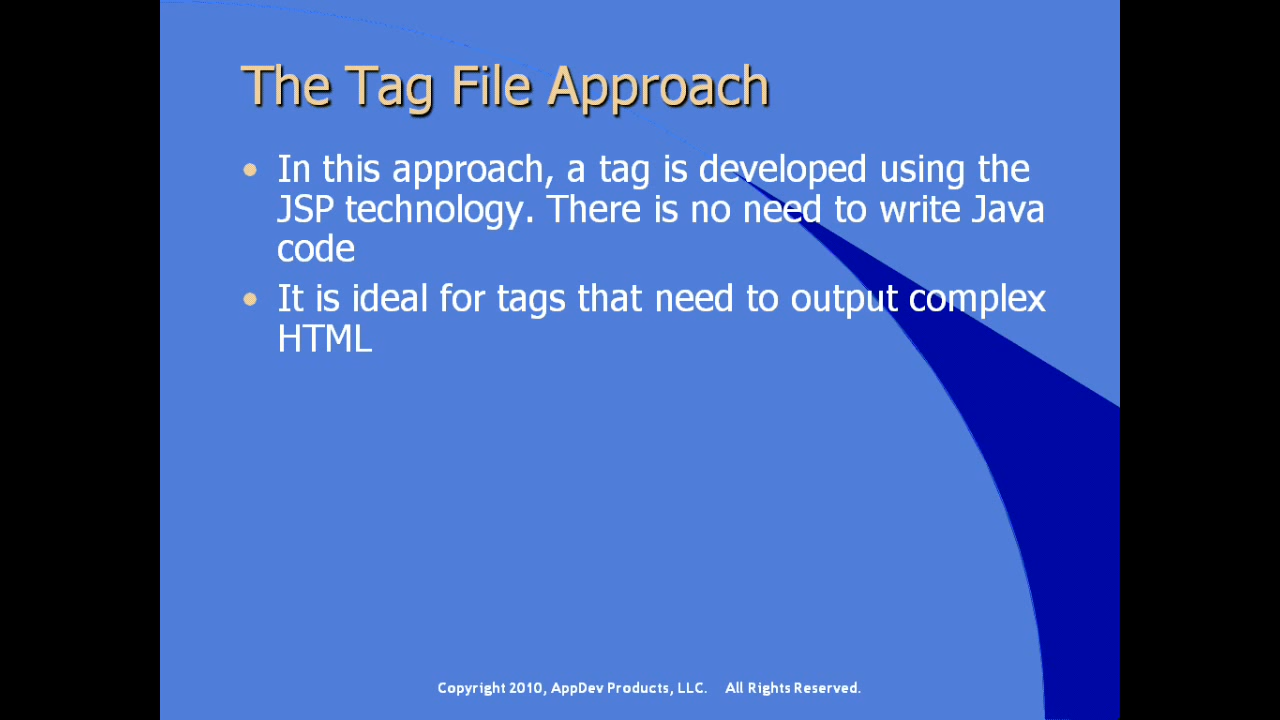 The Tag File Approach
In this approach, a tag is developed using the
JSP technology. There is no need to write Java
code
It is ideal for tags that need to output complex
HTML
Copyright 2010, AppDev Products, LLC. All Rights Reserved.